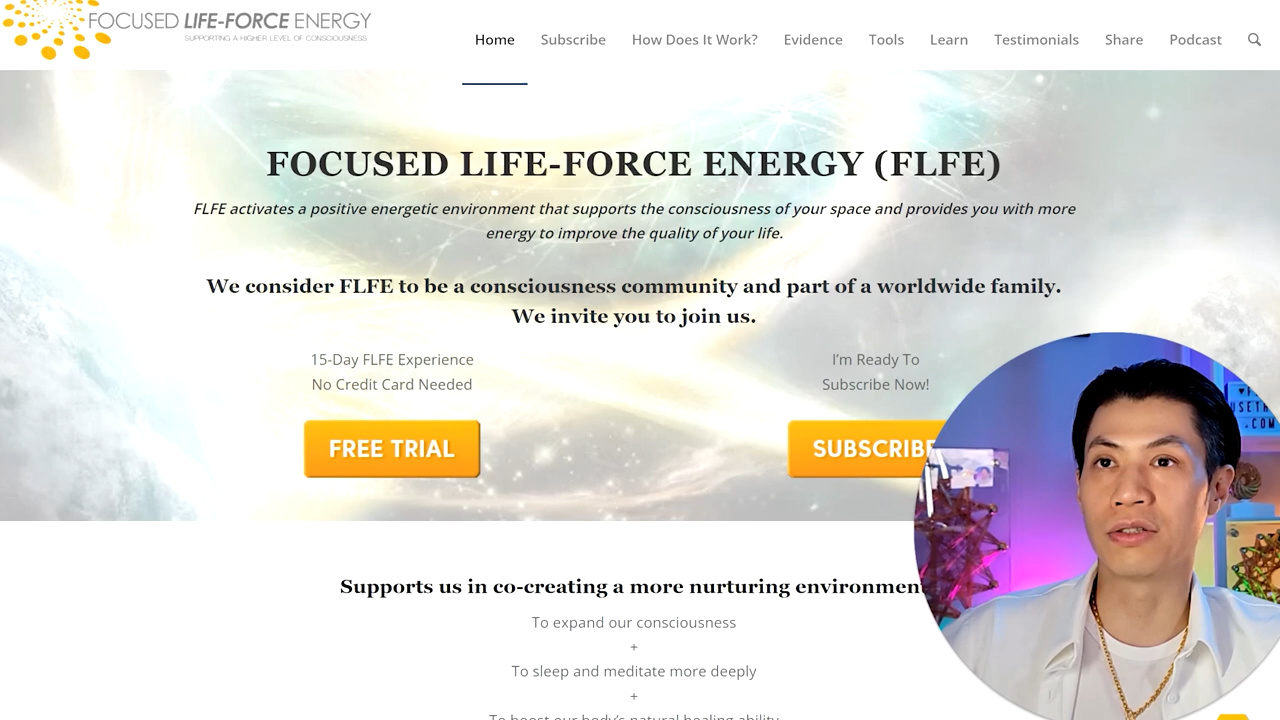 FOCUSED LIFE-FORCE ENERGY
SUPPORTING A HIGHER LEVEL OF CONSCIOUSNESS
Home Subscribe How Does It Work? Evidence Tools Learn Testimonials Share Podcast
FOCUSED LIFE-FORCE ENERGY (FLFE)
FLFE activates a positive energetic environment that supports the consciousness of your space and provides you with more
energy to improve the quality of your life.
We consider FLFE to be a consciousness community and part of a worldwide family.
We invite you to join us.
15-Day FLFE Experience
No Credit Card Needed
FREE TRIAL
I'm Ready To
Subscribe Now!
SUBSCRIBE
Supports us in co-creating a more nurturing environment
To expand our consciousness
+
To sleep and meditate more deeply
+
To boost our body's natural healing ability
.COM